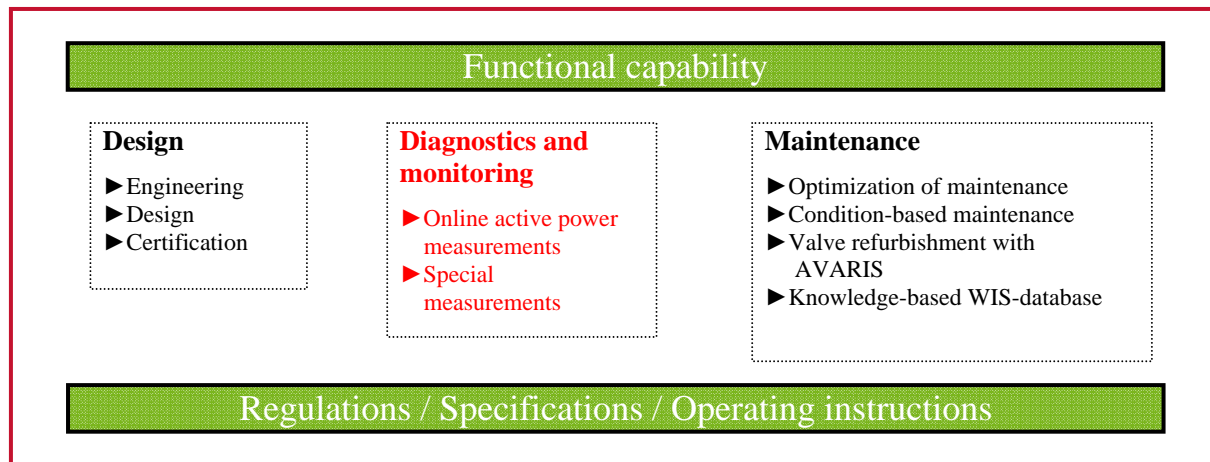 Functional capability
Design
►Engineering
►Design
►Certification
Diagnostics and
monitoring
►Online active power
measurements
►Special
measurements
Maintenance
►Optimization of maintenance
►Condition-based maintenance
►Valve refurbishment with
AVARIS
►Knowledge-based WIS-database
Regulations / Specifications / Operating instructions